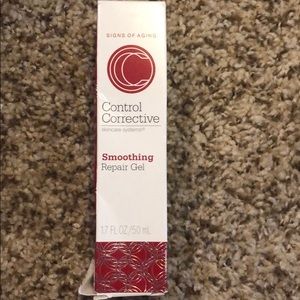 SIGNS OF AGING
Control
Corrective
skincare systems®
Smoothing
Repair Gel
1.7 FL OZ/50 mL